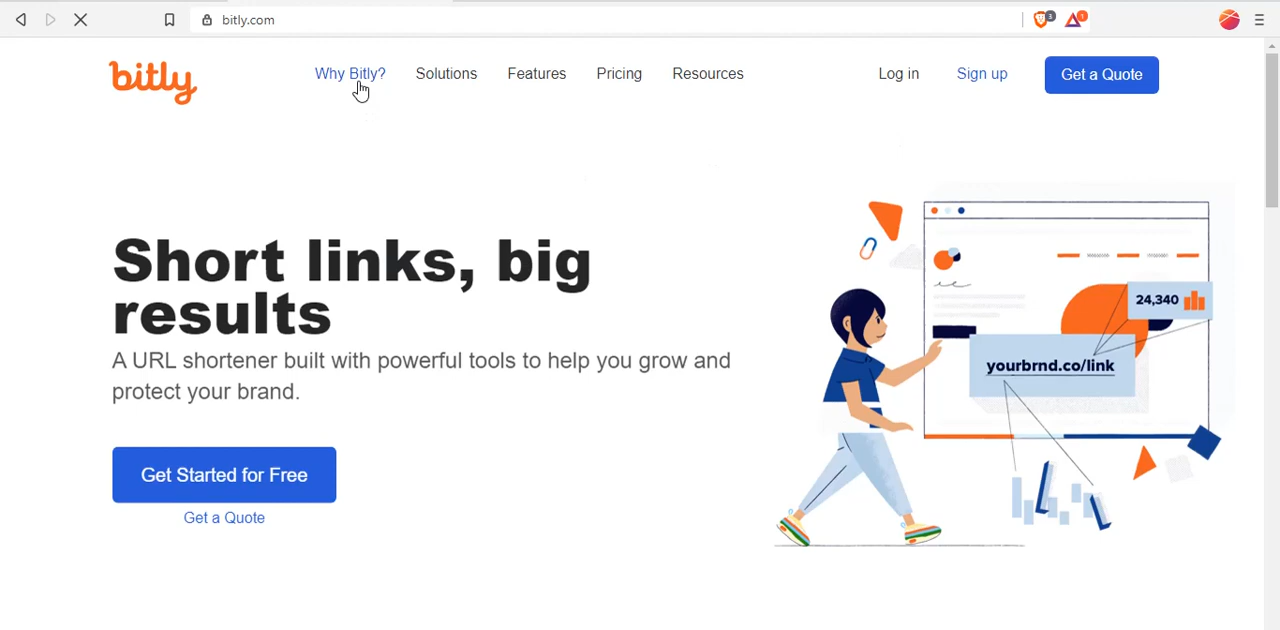 bitly.com
3
1
bitly
Why Bitly?
Solutions
Features
Pricing
Resources
Log in
Sign up
Get a Quote
Short links, big
results
A URL shortener built with powerful tools to help you grow and
protect your brand.
Get Started for Free
Get a Quote
24,340
yourbrnd.co/link